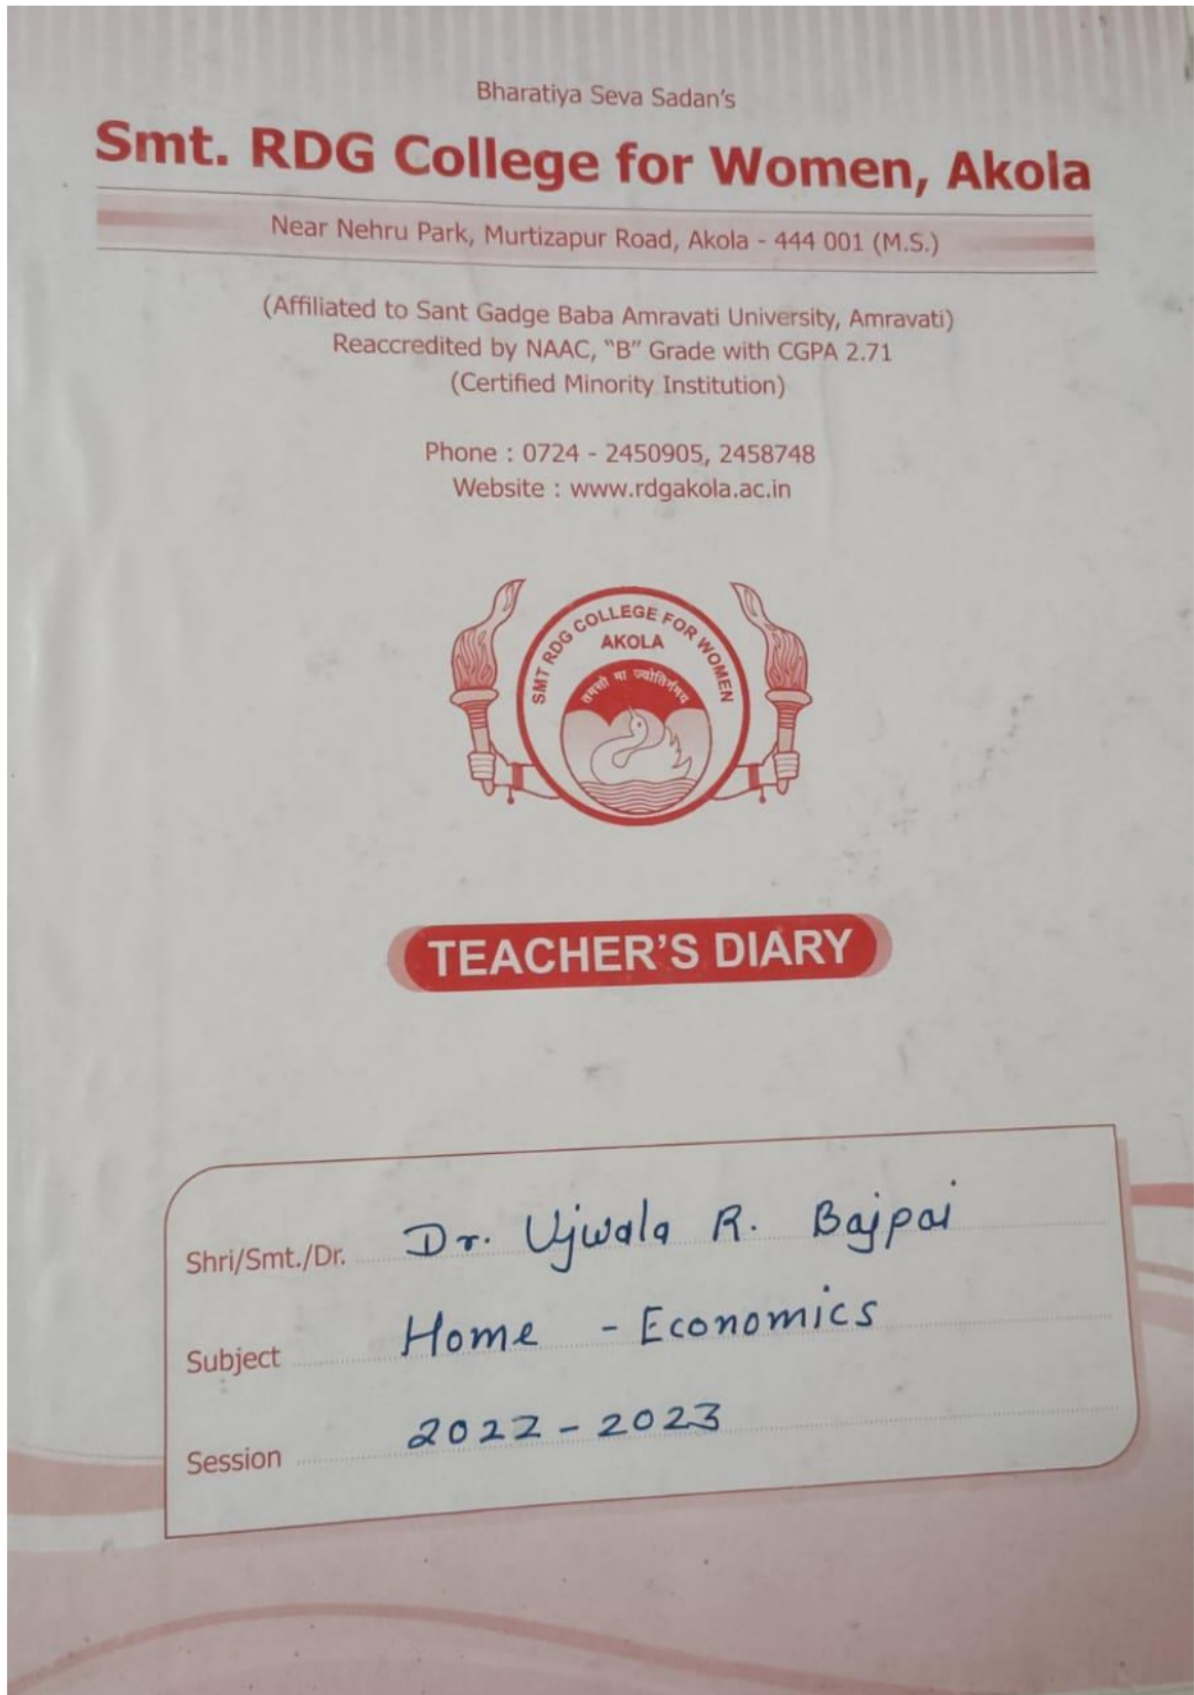 Bharatiya Seva Sadan's
Smt. RDG College for Women, Akola
Near Nehru Park, Murtizapur Road, Akola - 444 001 (M.S.)
(Affiliated to Sant Gadge Baba Amravati University, Amravati)
Reaccredited by NAAC, "B" Grade with CGPA 2.71
(Certified Minority Institution)
Phone : 0724 - 2450905, 2458748
Website : www.rdgakola.ac.in
SMT RDG COLLEGE FOR WOMEN
AKOLA
तमसो मा ज्योतिर्गमय
TEACHER'S DIARY
Shri/Smt./Dr. Dr. Ujwala R. Bajpai
Subject Home - Economics
Session 2022-2023